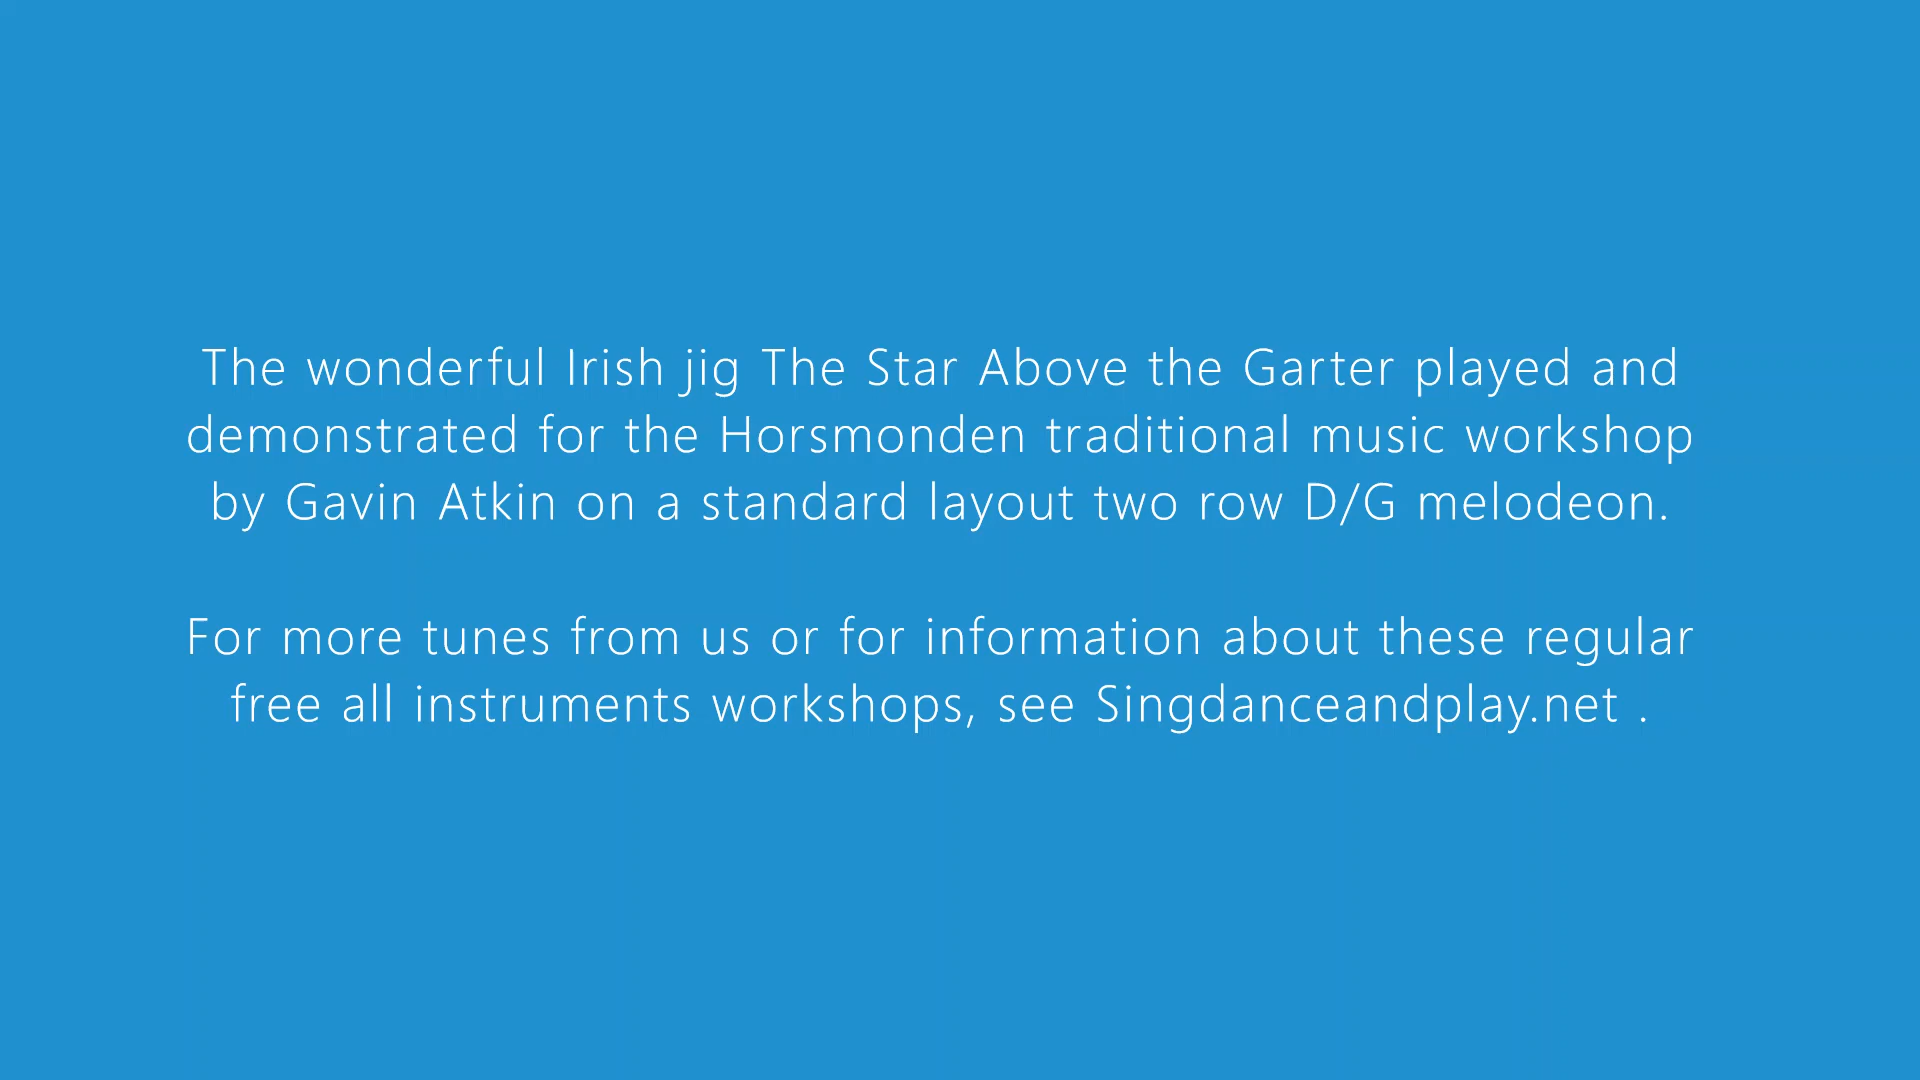 The wonderful Irish jig The Star Above the Garter played and
demonstrated for the Horsmonden traditional music workshop
by Gavin Atkin on a standard layout two row D/G melodeon.
For more tunes from us or for information about these regular
free all instruments workshops, see Singdanceandplay.net .